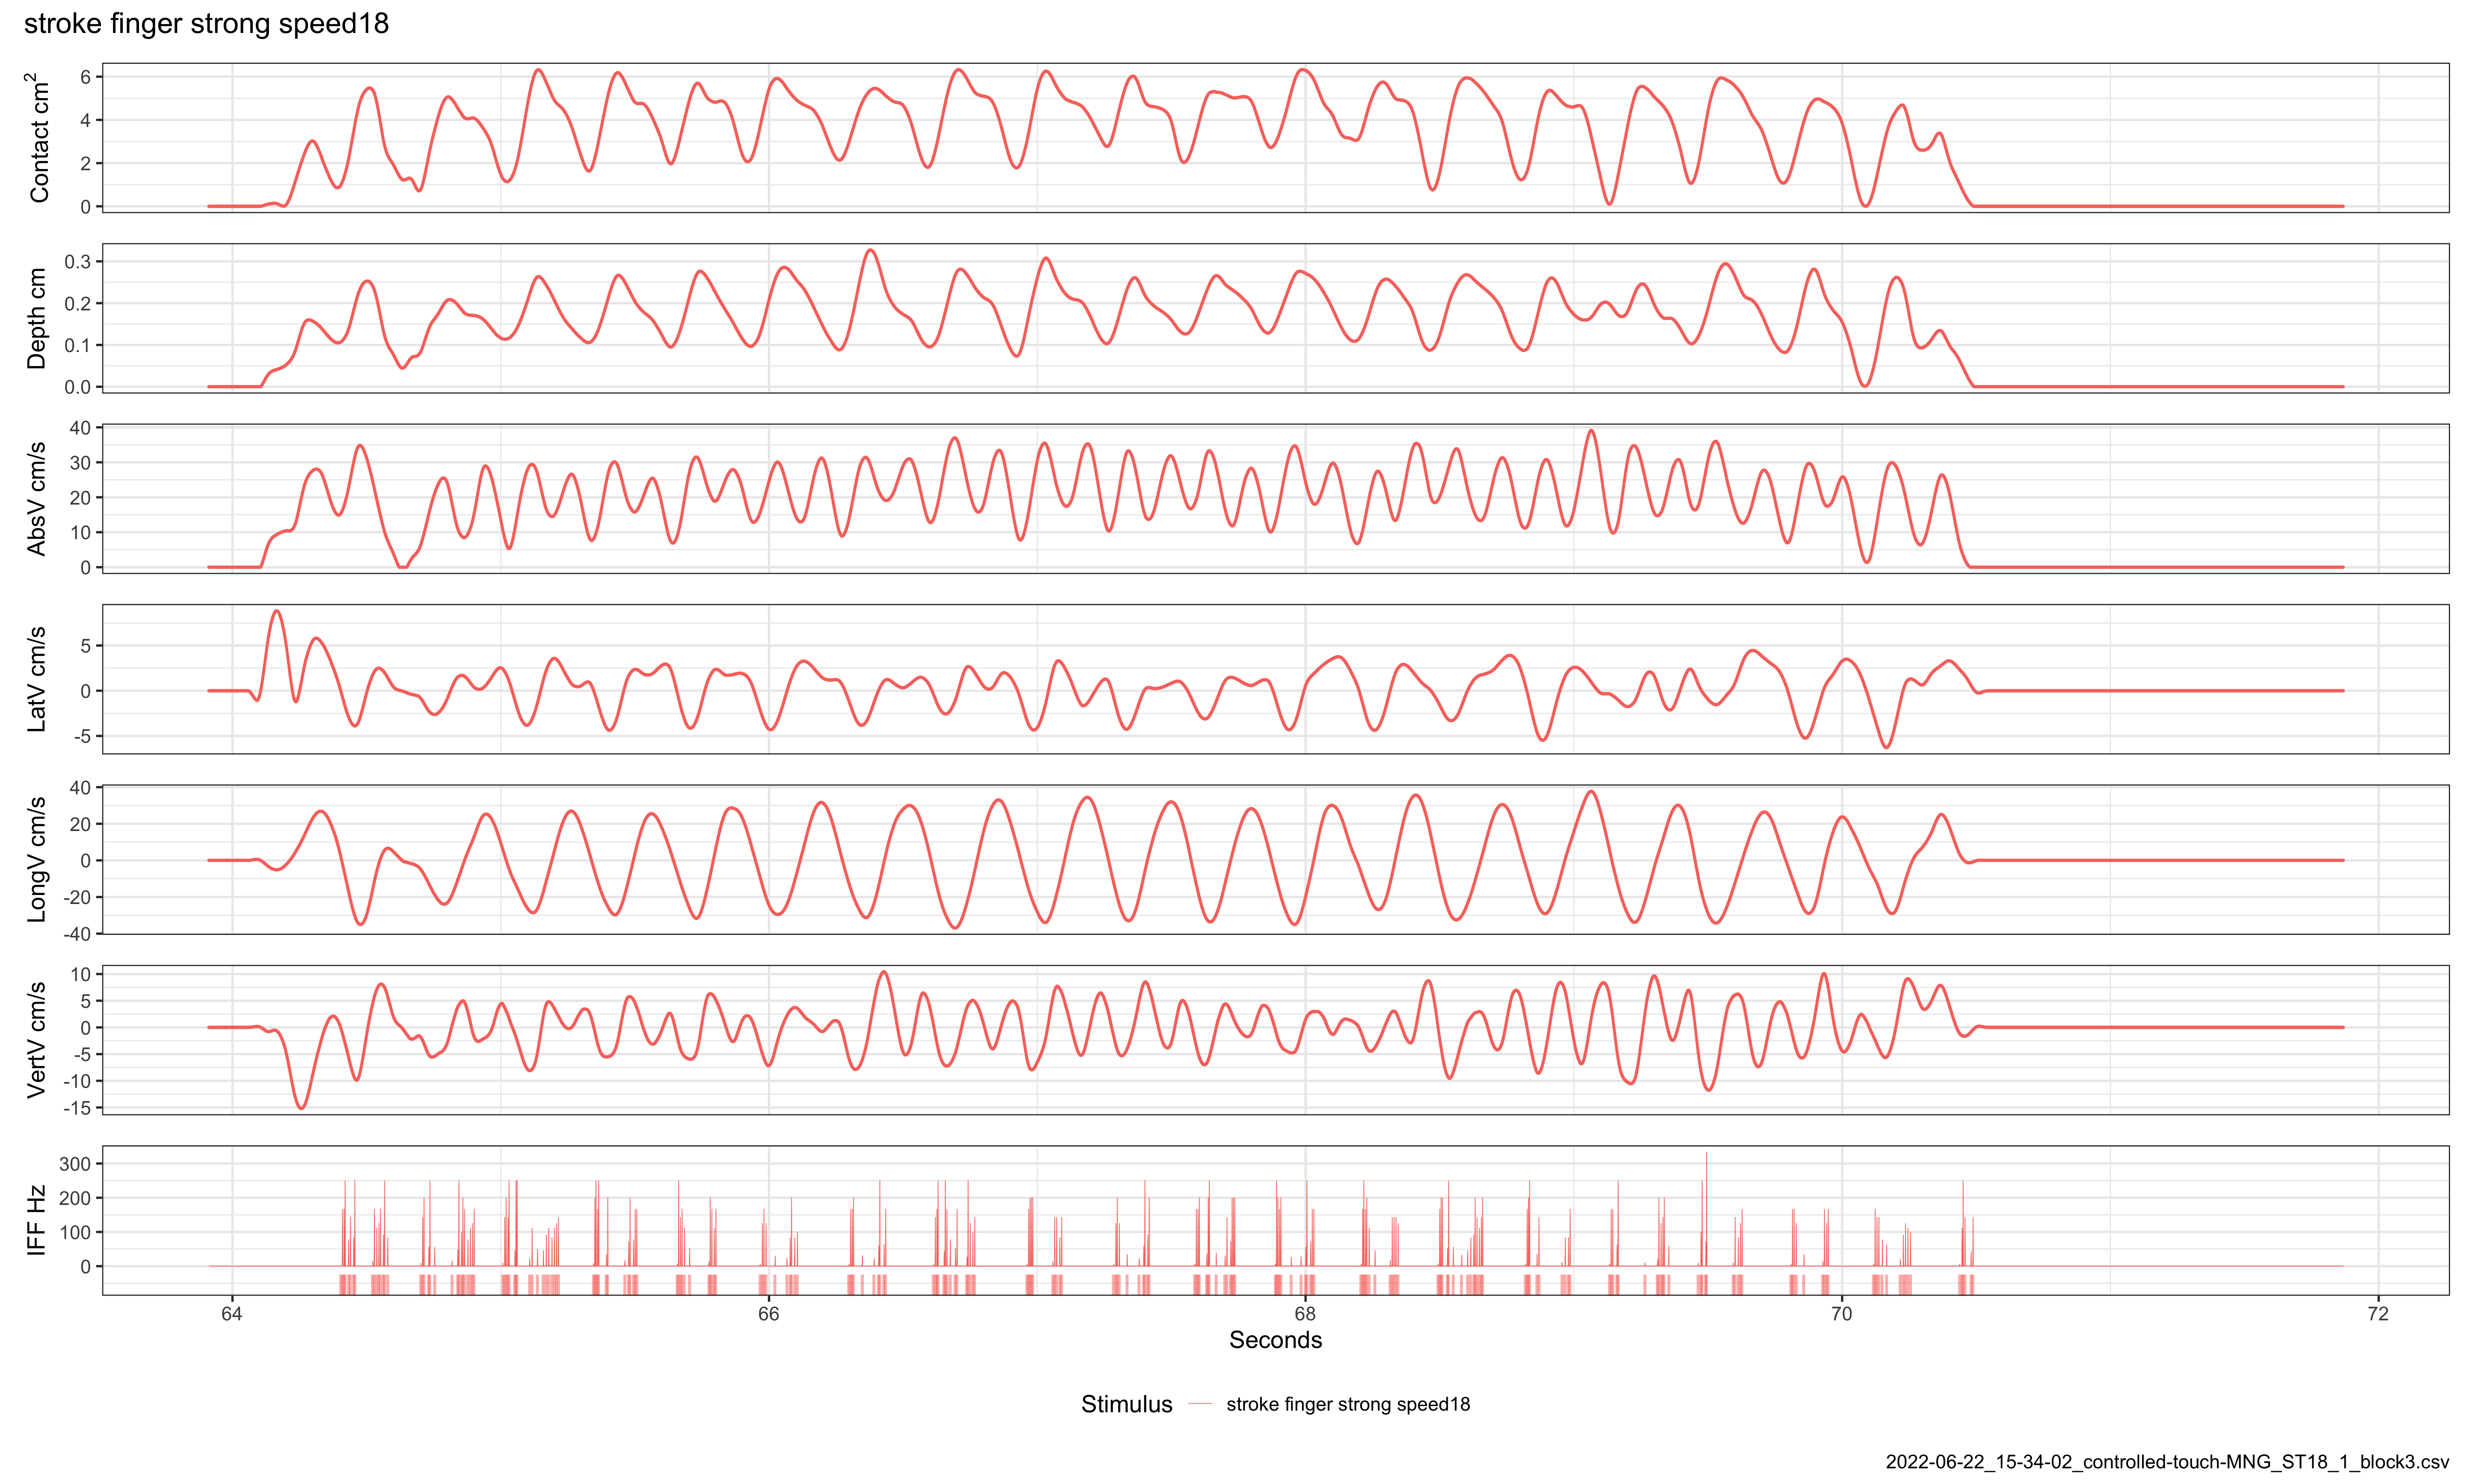 stroke finger strong speed18
Contact cm²
6
4
2
0
Depth cm
0.3
0.2
0.1
0.0
AbsV cm/s
40
30
20
10
0
LatV cm/s
5
0
-5
LongV cm/s
40
20
0
-20
-40
VertV cm/s
10
5
0
-5
-10
-15
IFF Hz
300
200
100
0
64 66 68 70 72
Seconds
Stimulus stroke finger strong speed18
2022-06-22_15-34-02_controlled-touch-MNG_ST18_1_block3.csv